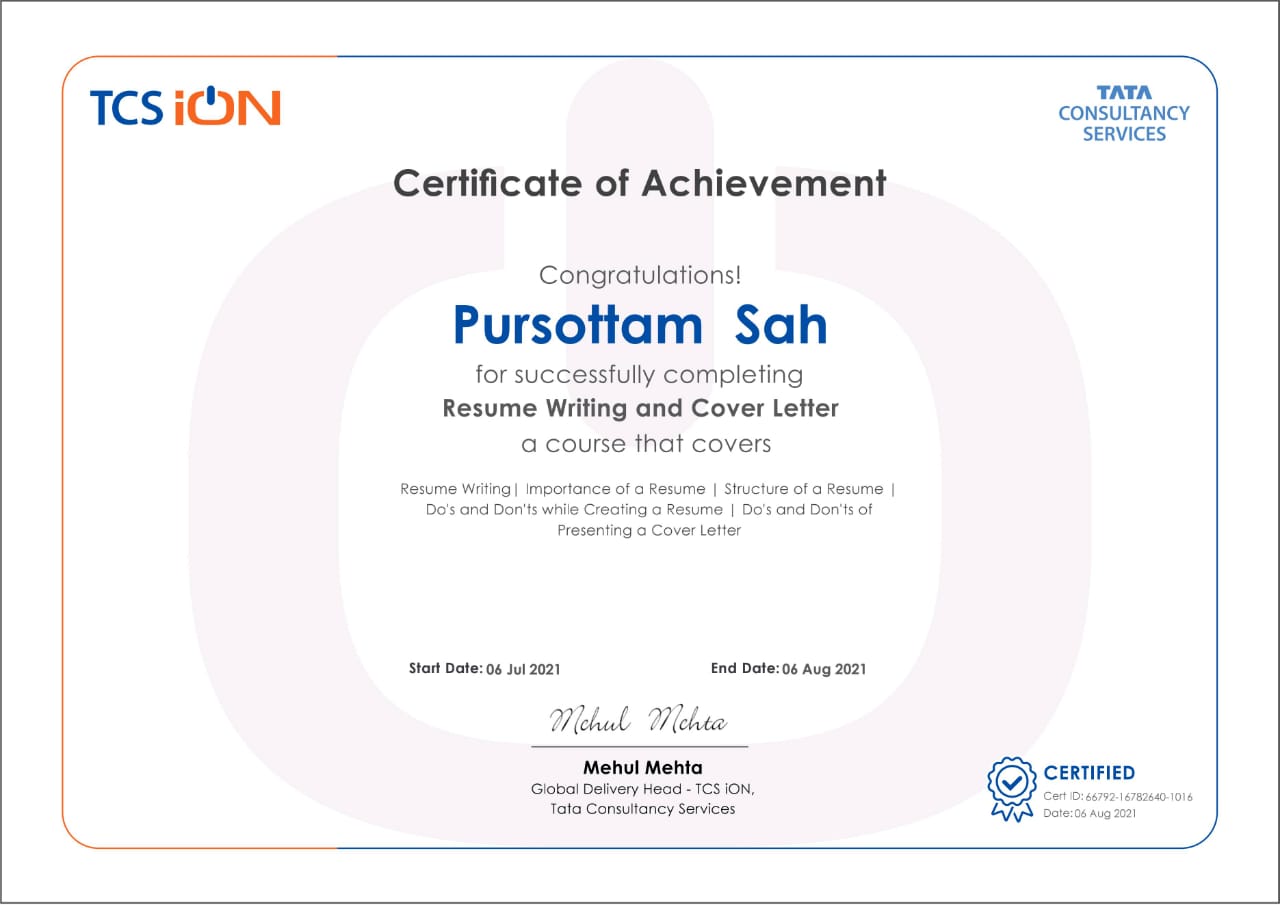 TCS iON
TATA
CONSULTANCY
SERVICES
Certificate of Achievement
Congratulations!
Pursottam Sah
for successfully completing
Resume Writing and Cover Letter
a course that covers
Resume Writing| Importance of a Resume | Structure of a Resume |
Do's and Don'ts while Creating a Resume | Do's and Don'ts of
Presenting a Cover Letter
Start Date: 06 Jul 2021 End Date: 06 Aug 2021
Mehul Mehta
Mehul Mehta
Global Delivery Head - TCS iON,
Tata Consultancy Services
CERTIFIED
Cert ID: 66792-16782640-1016
Date: 06 Aug 2021